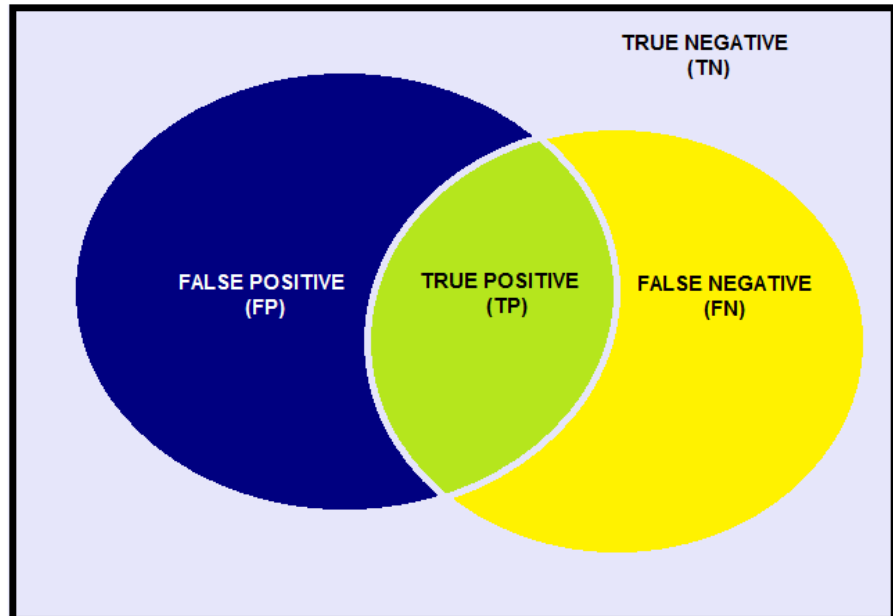 TRUE NEGATIVE
(TN)
FALSE POSITIVE
(FP)
TRUE POSITIVE
(TP)
FALSE NEGATIVE
(FN)